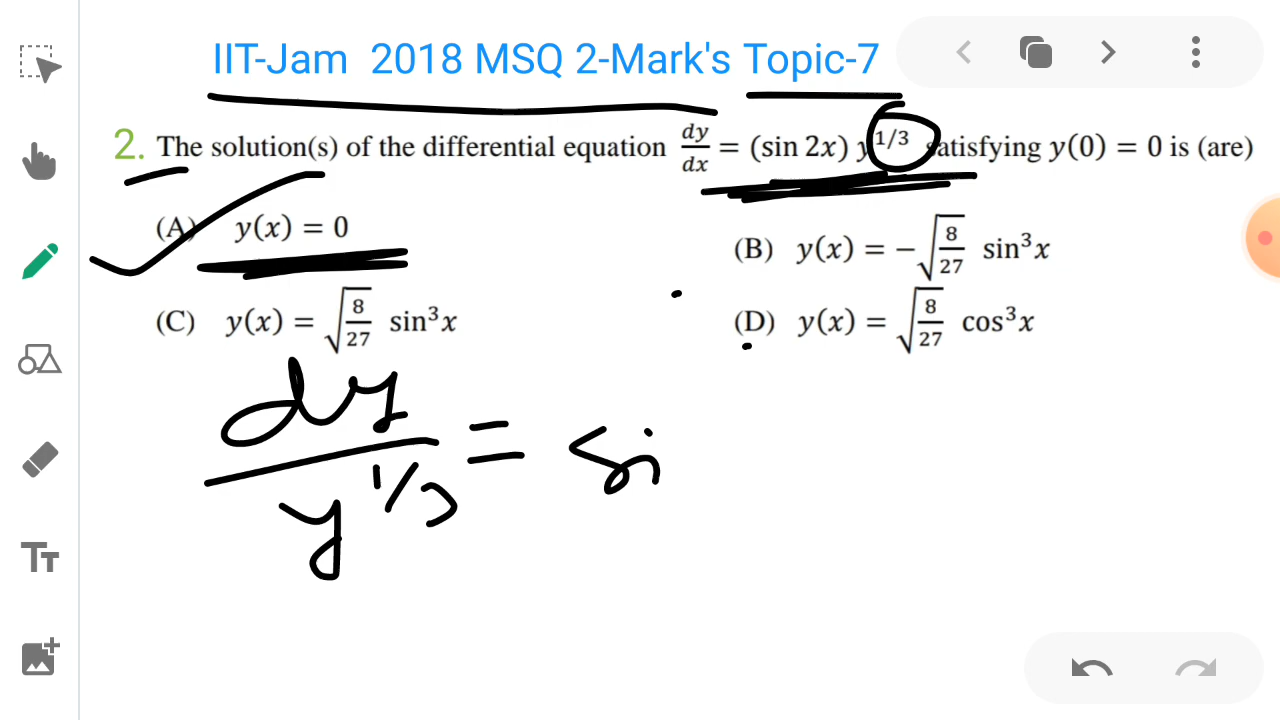 IIT-Jam 2018 MSQ 2-Mark's Topic-7
2. The solution(s) of the differential equation dy/dx = (sin 2x) y^1/3 satisfying y(0) = 0 is (are)
(A) y(x) = 0
(B) y(x) = −√(8/27) sin³x
(C) y(x) = √(8/27) sin³x
(D) y(x) = √(8/27) cos³x
dy/y^1/3 = si
TT